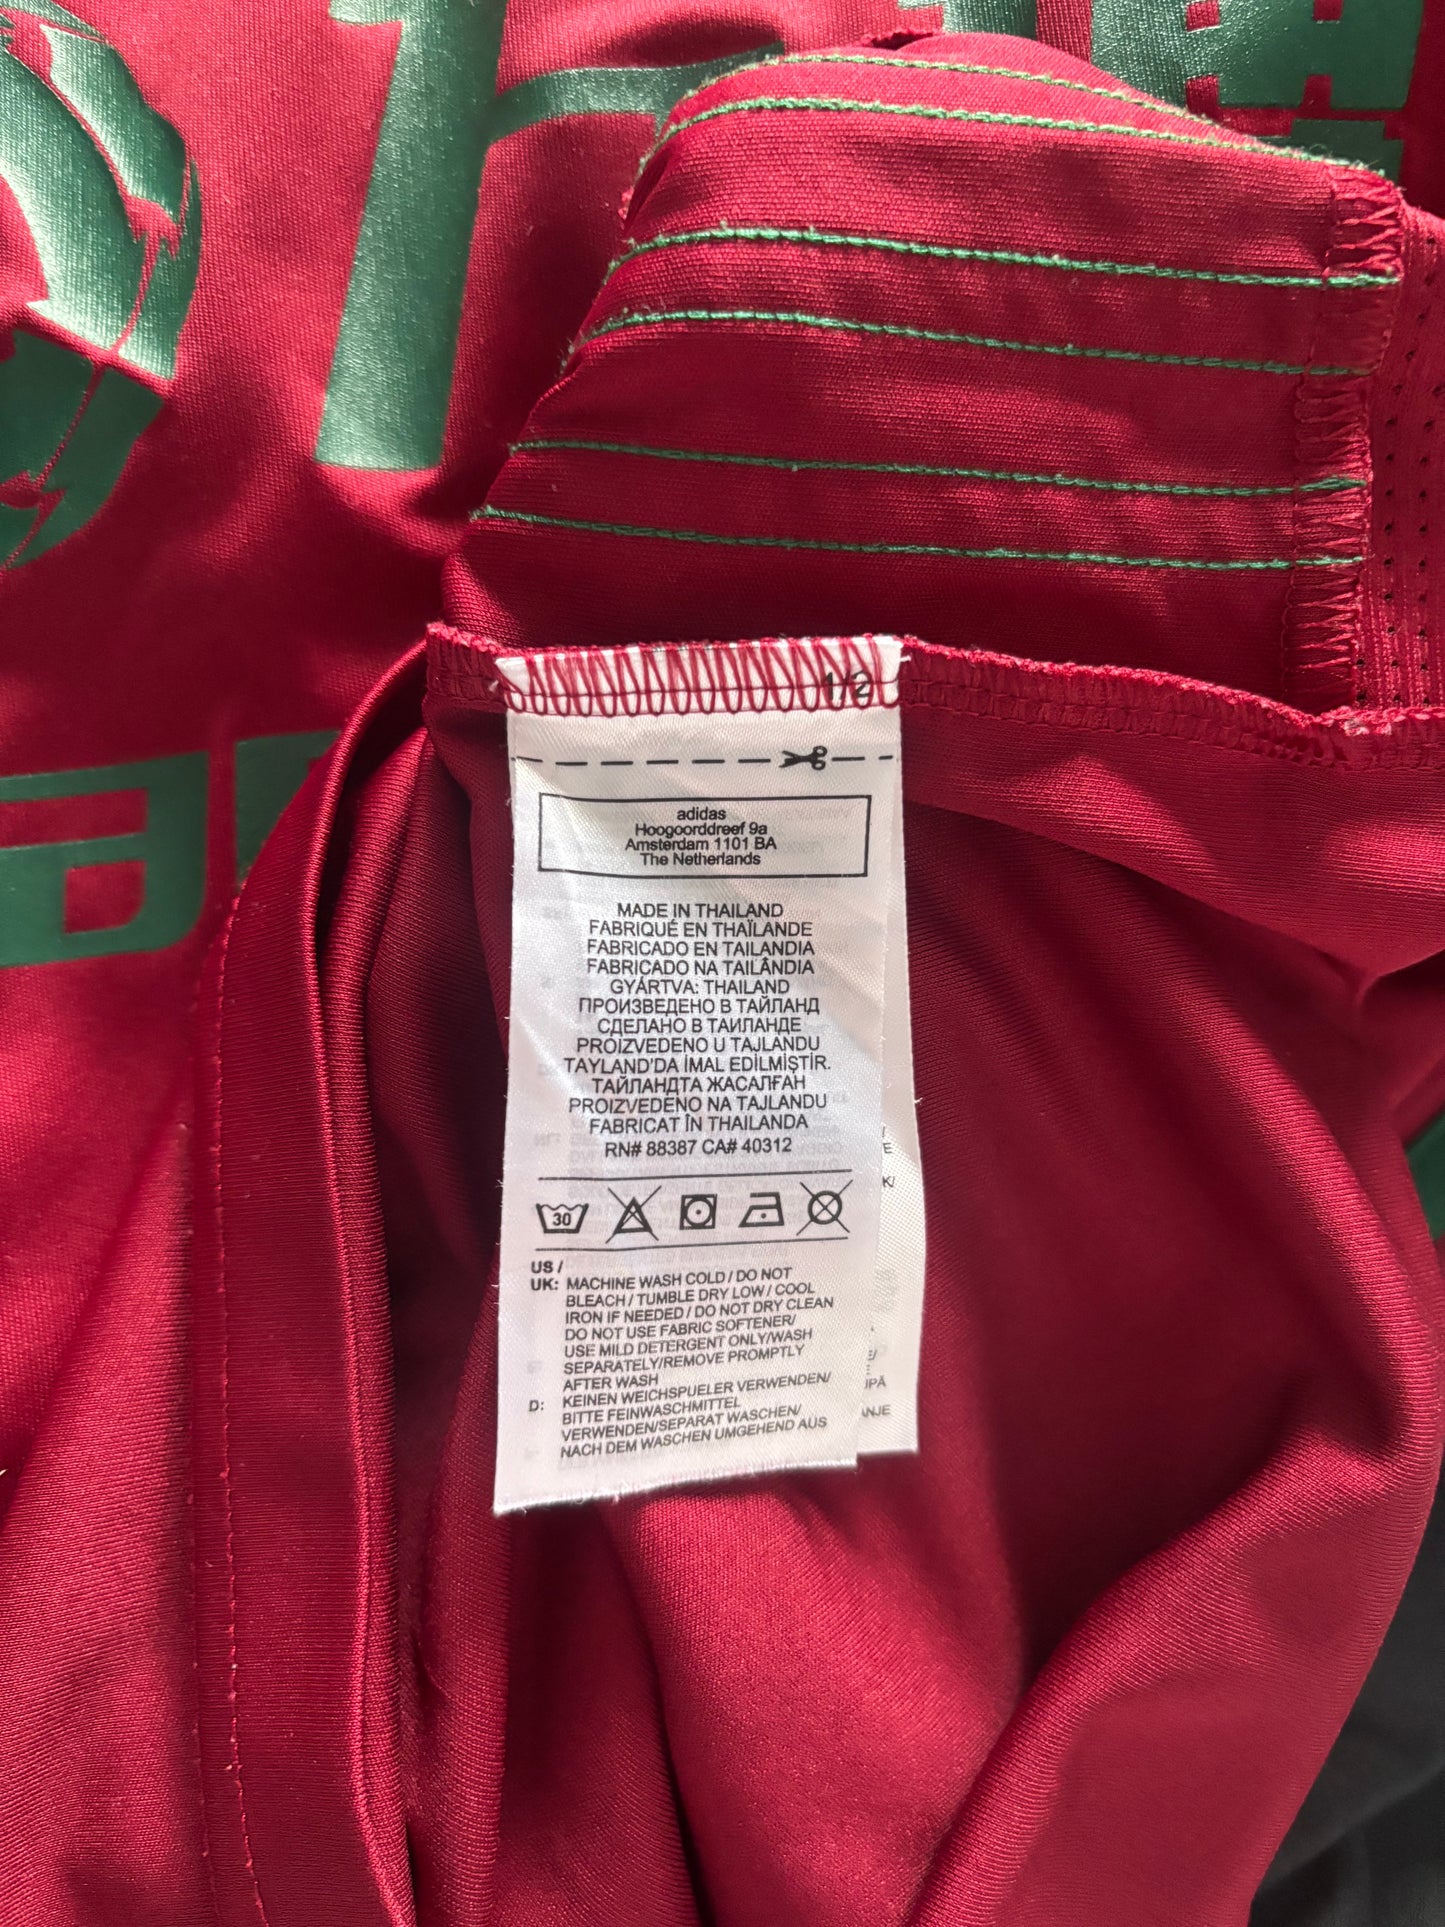 1/2
adidas
Hoogoorddreef 9a
Amsterdam 1101 BA
The Netherlands
MADE IN THAILAND
FABRIQUÉ EN THAÏLANDE
FABRICADO EN TAILANDIA
FABRICADO NA TAILÂNDIA
GYÁRTVA: THAILAND
ПРОИЗВЕДЕНО В ТАЙЛАНД
СДЕЛАНО В ТАИЛАНДЕ
PROIZVEDENO U TAJLANDU
TAYLAND'DA İMAL EDİLMİŞTİR.
ТАЙЛАНДТА ЖАСАЛҒАН
PROIZVEDENO NA TAJLANDU
FABRICAT ÎN THAILANDA
RN# 88387 CA# 40312
30
US /
UK: MACHINE WASH COLD / DO NOT
BLEACH / TUMBLE DRY LOW / COOL
IRON IF NEEDED / DO NOT DRY CLEAN
DO NOT USE FABRIC SOFTENER/
USE MILD DETERGENT ONLY/WASH
SEPARATELY/REMOVE PROMPTLY
AFTER WASH
D: KEINEN WEICHSPUELER VERWENDEN/
BITTE FEINWASCHMITTEL
VERWENDEN/SEPARAT WASCHEN/
NACH DEM WASCHEN UMGEHEND AUS